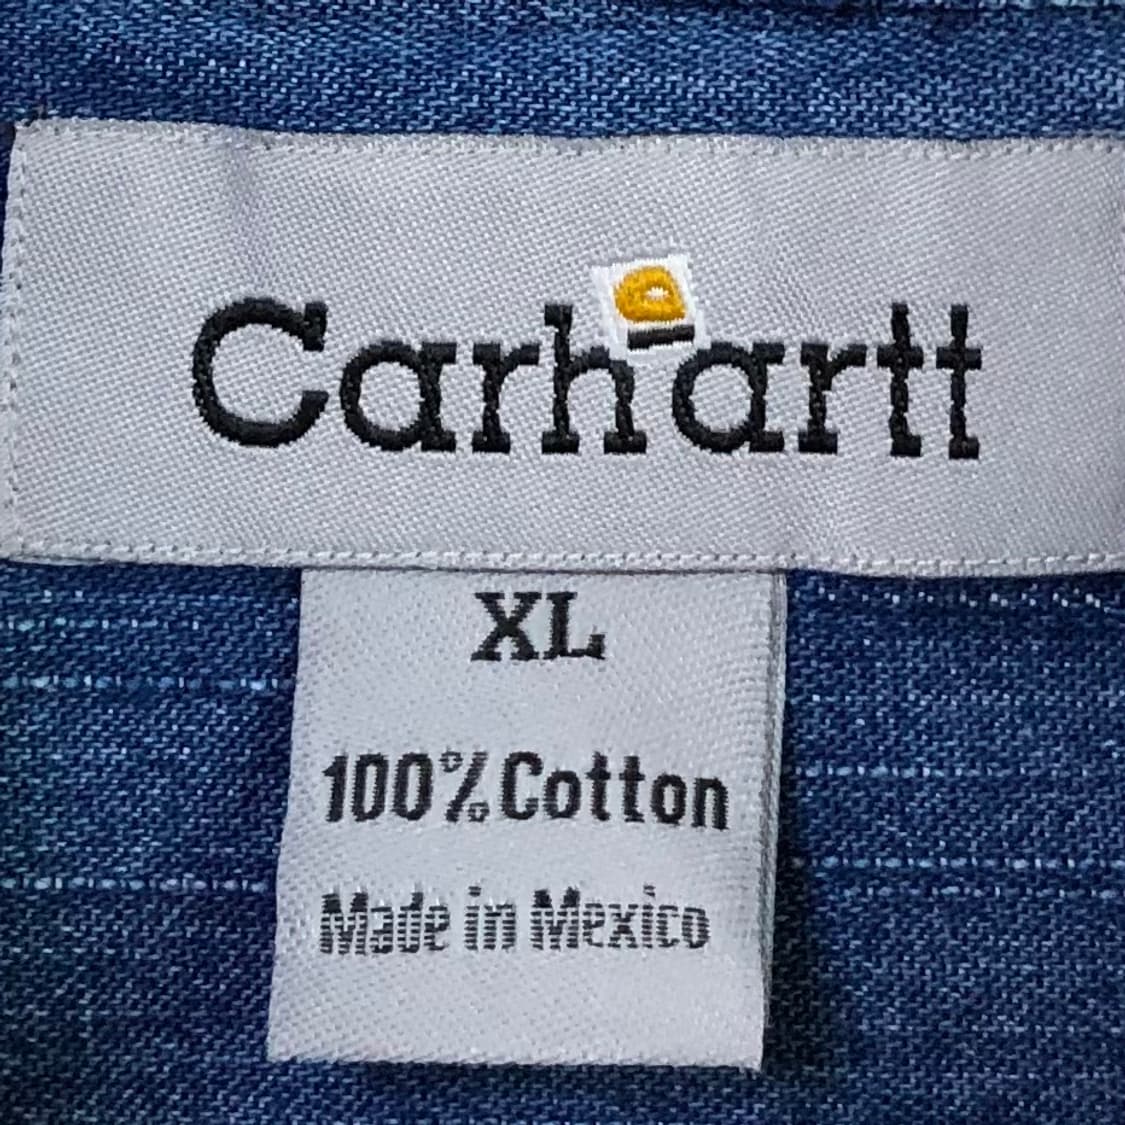 Carhartt
XL
100% Cotton
Made in Mexico